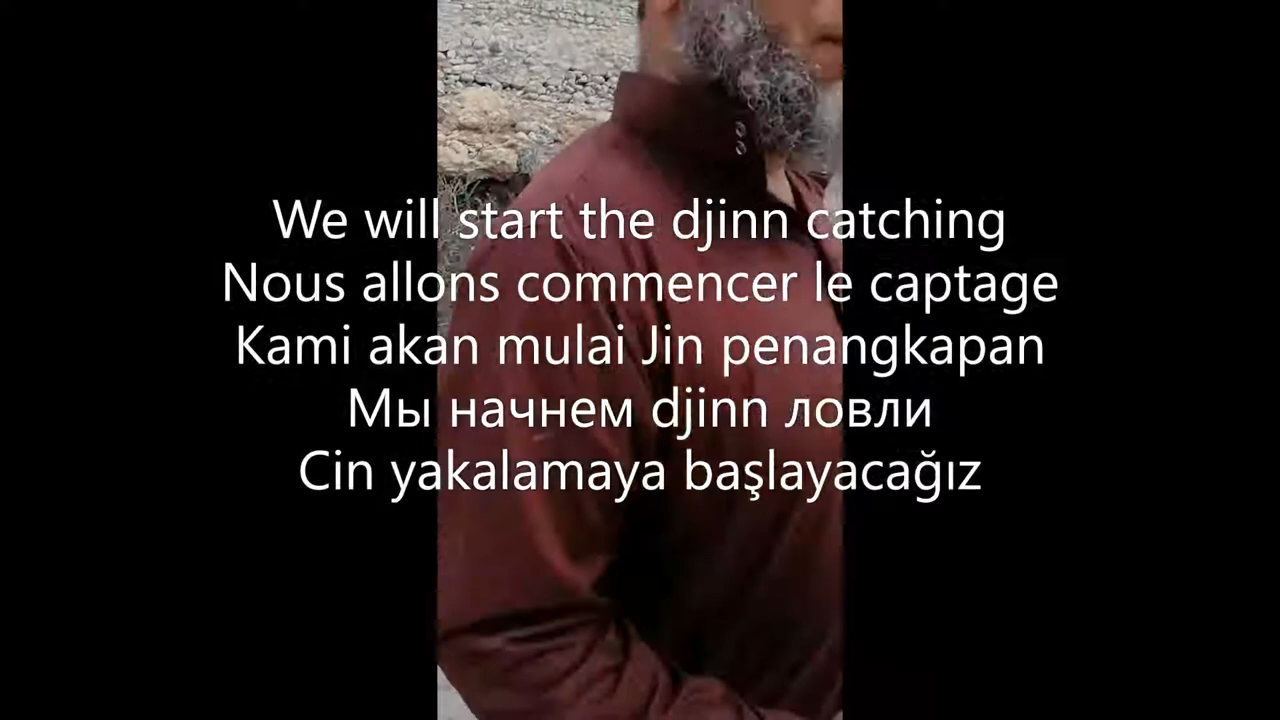 We will start the djinn catching
Nous allons commencer le captage
Kami akan mulai Jin penangkapan
Мы начнем djinn ловли
Cin yakalamaya başlayacağız